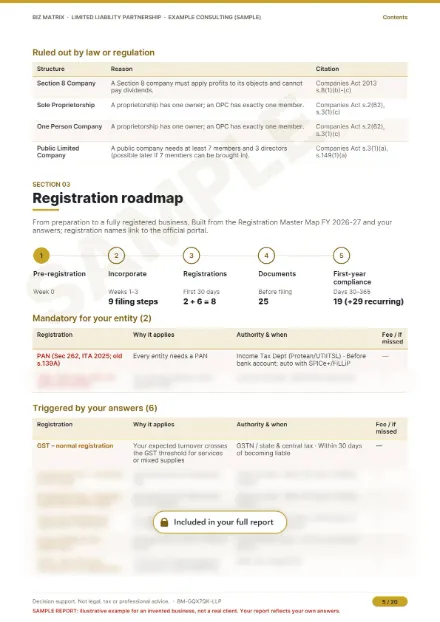 BIZ MATRIX · LIMITED LIABILITY PARTNERSHIP · EXAMPLE CONSULTING (SAMPLE)
Contents
Ruled out by law or regulation
Structure Reason Citation
Section 8 Company A Section 8 company must apply profits to its objects and cannot Companies Act 2013
pay dividends. s.8(1)(b)-(c)
Sole Proprietorship A proprietorship has one owner; an OPC has exactly one member. Companies Act s.2(62),
s.3(1)(c)
One Person Company A proprietorship has one owner; an OPC has exactly one member. Companies Act s.2(62),
s.3(1)(c)
Public Limited A public company needs at least 7 members and 3 directors Companies Act s.3(1)(a),
Company (possible later if 7 members can be brought in). s.149(1)(a)
SAMPLE
SECTION 03
Registration roadmap
From preparation to a fully registered business. Built from the Registration Master Map FY 2026-27 and your
answers; registration names link to the official portal.
1 2 3 4 5
Pre-registration Incorporate Registrations Documents First-year
compliance
Week 0 Weeks 1–3 First 30 days Before filing Days 30–365
9 filing steps 2 + 6 = 8 25 19 (+29 recurring)
Mandatory for your entity (2)
Registration Why it applies Authority & when Fee / if
missed
PAN (Sec 262, ITA 2025; old Every entity needs a PAN Income Tax Dept (Protean/UTIITSL) · Before —
s.139A) bank account; auto with SPICe+/FiLLiP
Triggered by your answers (6)
Registration Why it applies Authority & when Fee / if
missed
GST – normal registration Your expected turnover crosses GSTN / state & central tax · Within 30 days —
the GST threshold for services of becoming liable
or mixed supplies
Included in your full report
Decision support. Not legal, tax or professional advice. · BM-GQX7QK-LLP
5 / 20
SAMPLE REPORT: illustrative example for an invented business, not a real client. Your report reflects your own answers.